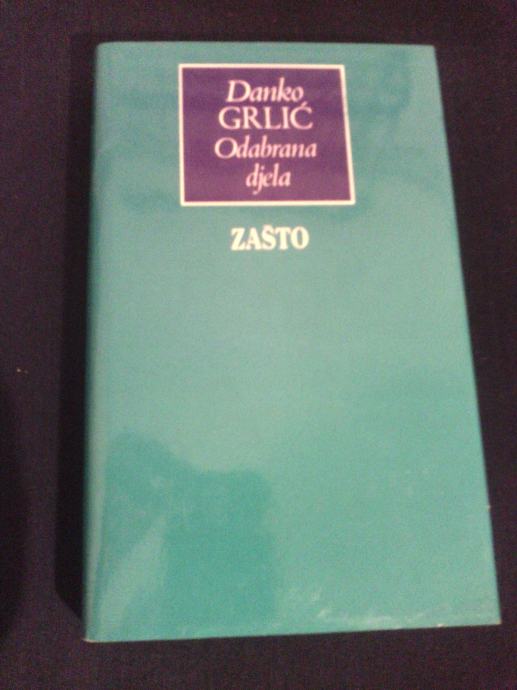 Danko
GRLIĆ
Odabrana
djela
ZAŠTO